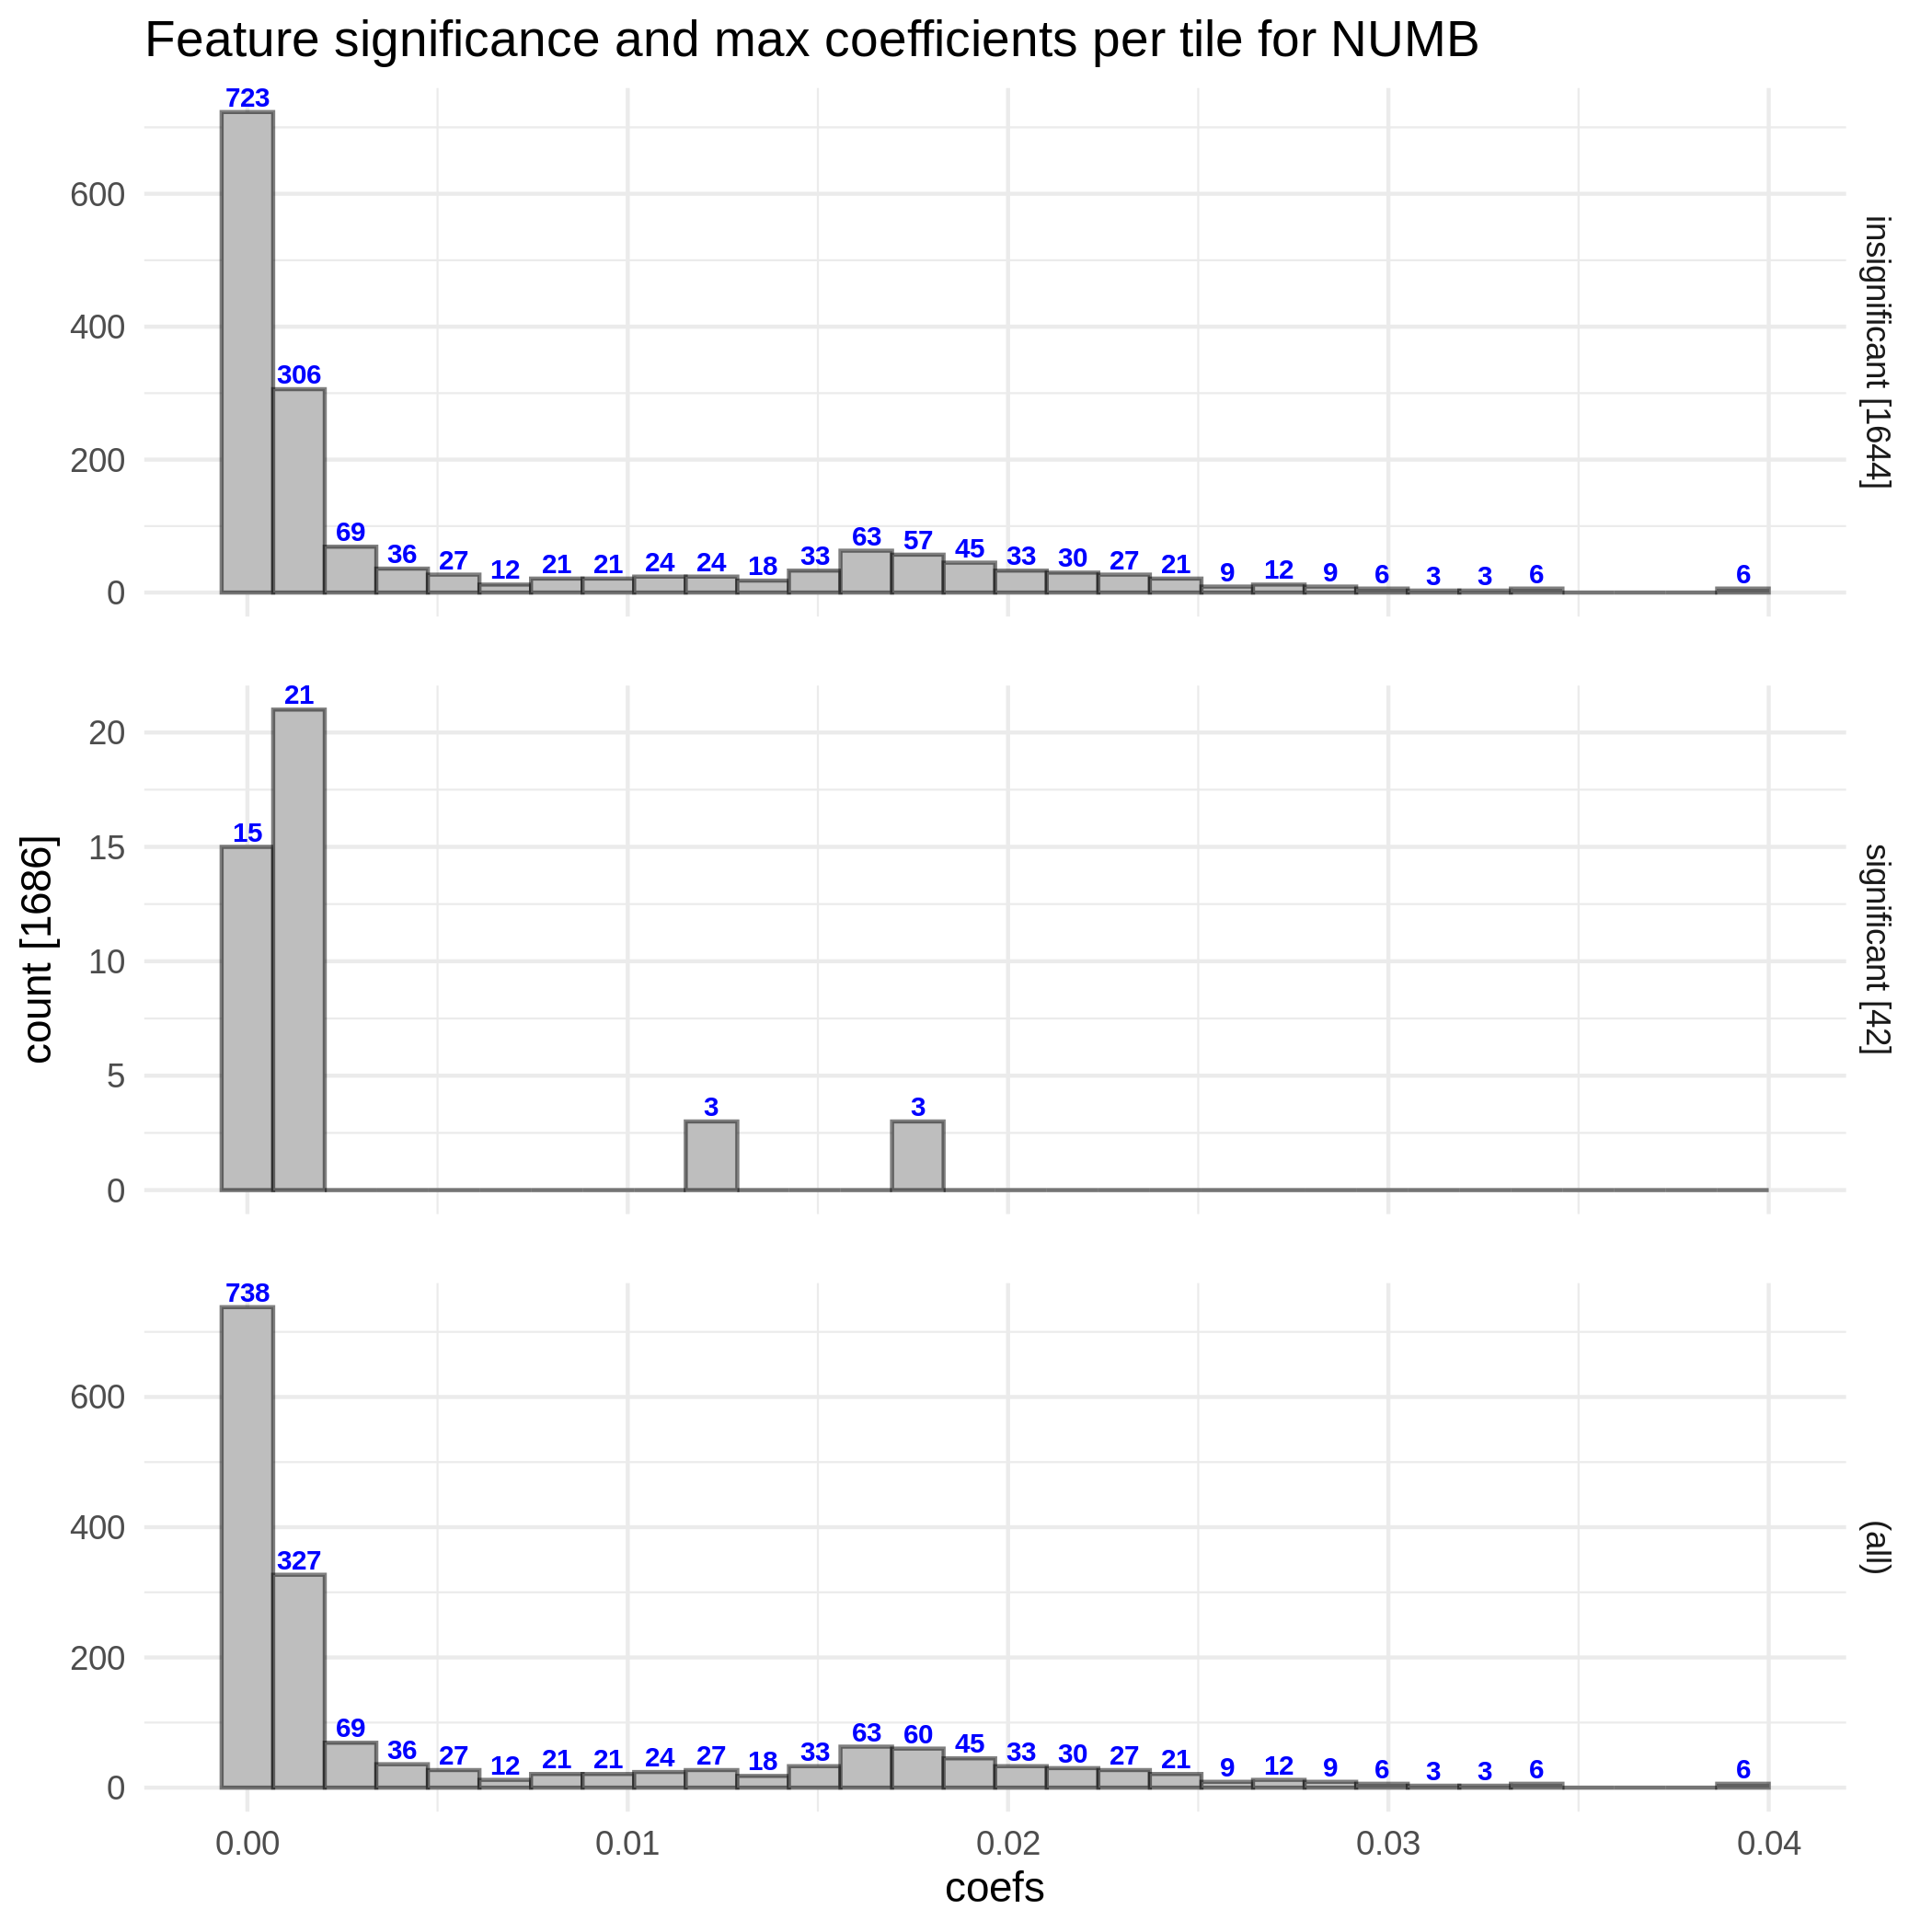 Feature significance and max coefficients per tile for NUMB
723
306
69 36 27 12 21 21 24 24 18 33 63 57 45 33 30 27 21 9 12 9 6 3 3 6 6
600
400
200
0
insignificant [1644]
21
15
3 3
20
15
10
5
0
significant [42]
count [1686]
738
327
69 36 27 12 21 21 24 27 18 33 63 60 45 33 30 27 21 9 12 9 6 3 3 6 6
600
400
200
0
(all)
0.00 0.01 0.02 0.03 0.04
coefs